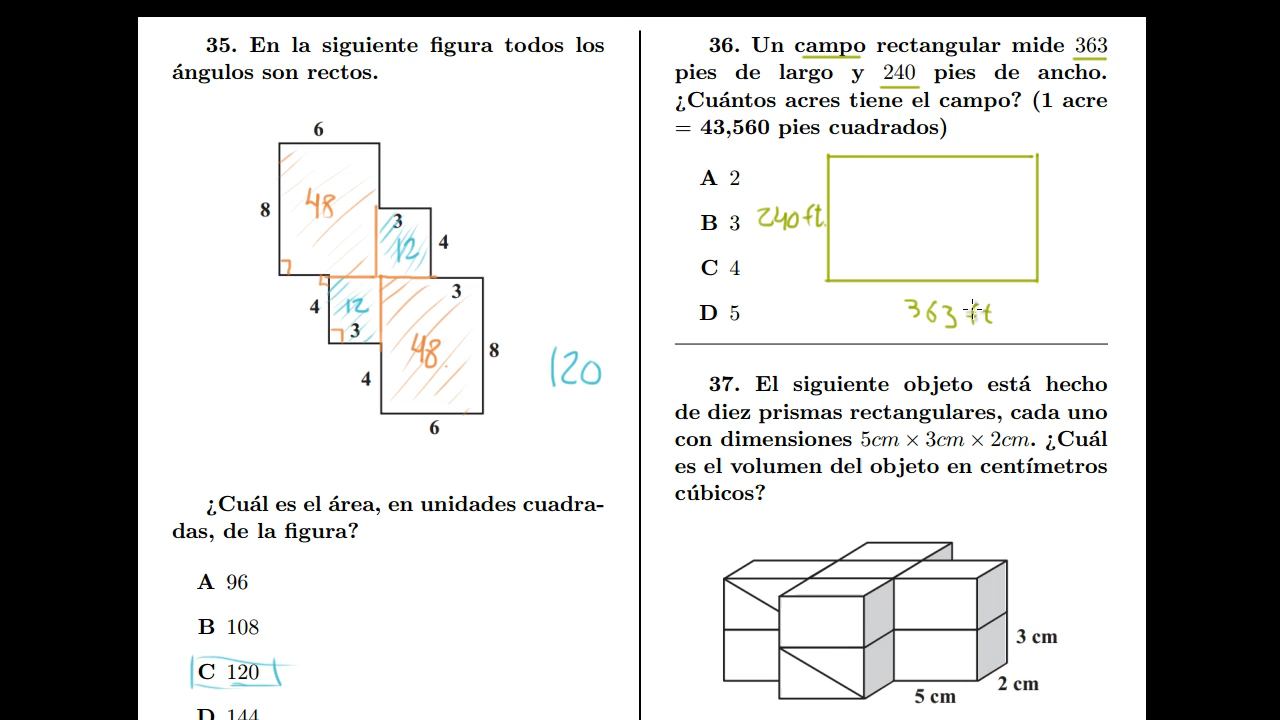 35. En la siguiente figura todos los
ángulos son rectos.
6
8
48
3
12
4
4
12
3
3
48
8
4
6
120
¿Cuál es el área, en unidades cuadra-
das, de la figura?
A 96
B 108
C 120
D 144
36. Un campo rectangular mide 363
pies de largo y 240 pies de ancho.
¿Cuántos acres tiene el campo? (1 acre
= 43,560 pies cuadrados)
A 2
B 3
C 4
D 5
240 ft.
363 ft
37. El siguiente objeto está hecho
de diez prismas rectangulares, cada uno
con dimensiones 5cm × 3cm × 2cm. ¿Cuál
es el volumen del objeto en centímetros
cúbicos?
3 cm
2 cm
5 cm